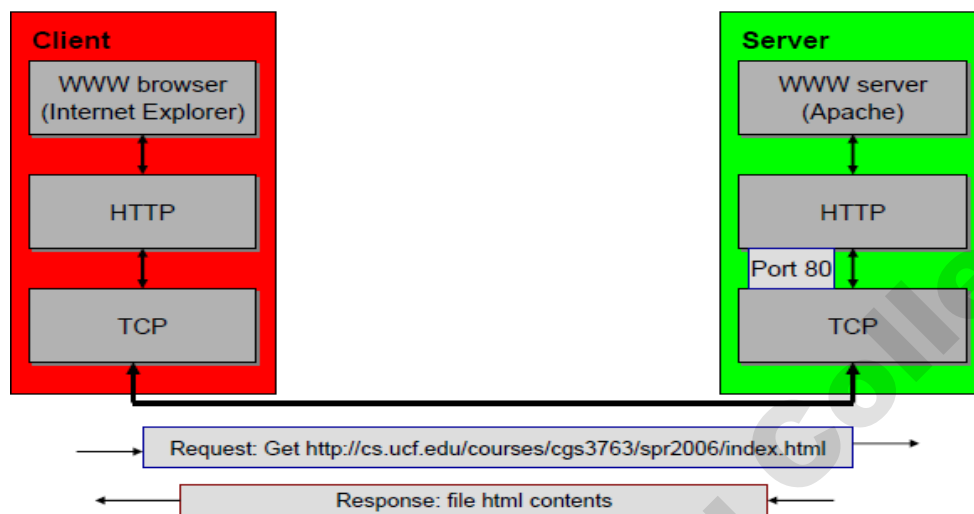 Client
WWW browser
(Internet Explorer)
HTTP
TCP
Server
WWW server
(Apache)
HTTP
Port 80
TCP
Request: Get http://cs.ucf.edu/courses/cgs3763/spr2006/index.html
Response: file html contents